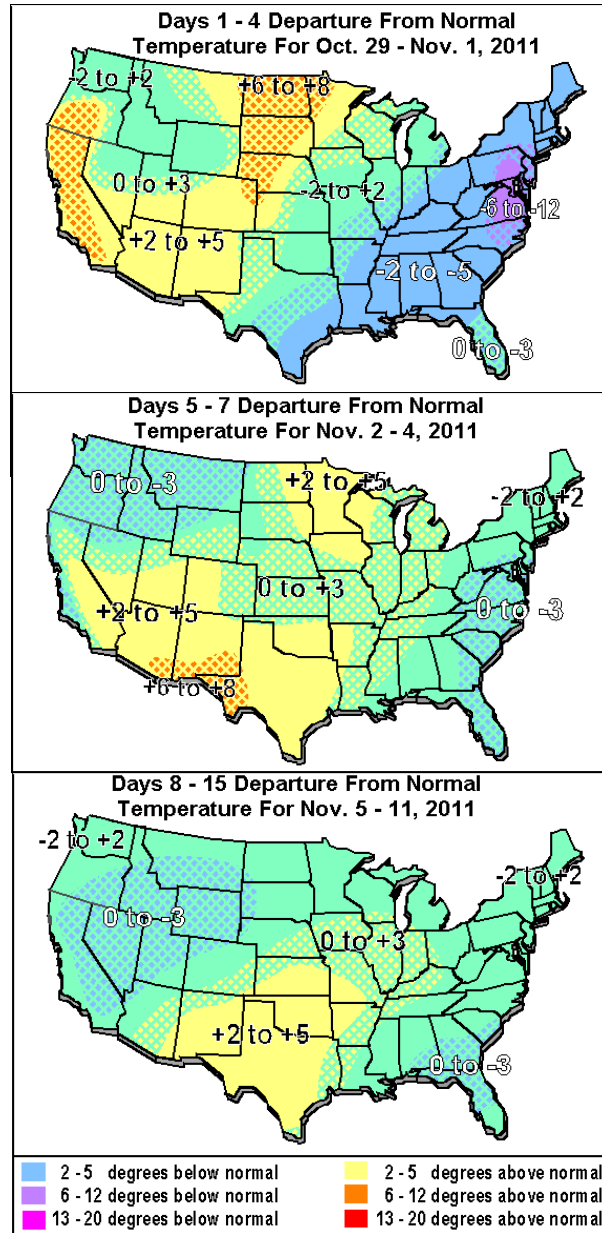 Days 1 - 4 Departure From Normal
Temperature For Oct. 29 - Nov. 1, 2011
-2 to +2
+6 to +8
0 to +3
-2 to +2
-6 to -12
+2 to +5
-2 to -5
0 to -3
Days 5 - 7 Departure From Normal
Temperature For Nov. 2 - 4, 2011
0 to -3
+2 to +5
-2 to +2
0 to +3
+2 to +5
0 to -3
+6 to +8
Days 8 - 15 Departure From Normal
Temperature For Nov. 5 - 11, 2011
-2 to +2
-2 to +2
0 to -3
0 to +3
+2 to +5
0 to -3
2 - 5 degrees below normal
2 - 5 degrees above normal
6 - 12 degrees below normal
6 - 12 degrees above normal
13 - 20 degrees below normal
13 - 20 degrees above normal